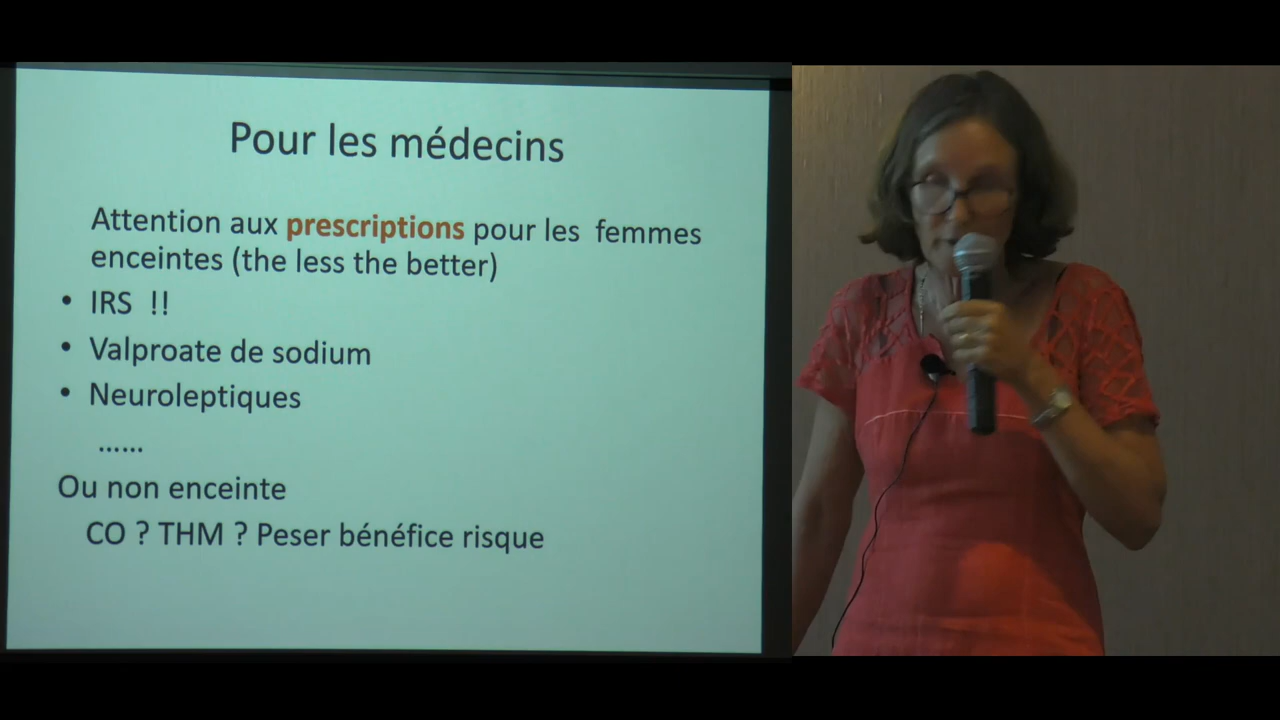 Pour les médecins
Attention aux prescriptions pour les femmes
enceintes (the less the better)
• IRS !!
• Valproate de sodium
• Neuroleptiques
......
Ou non enceinte
CO ? THM ? Peser bénéfice risque